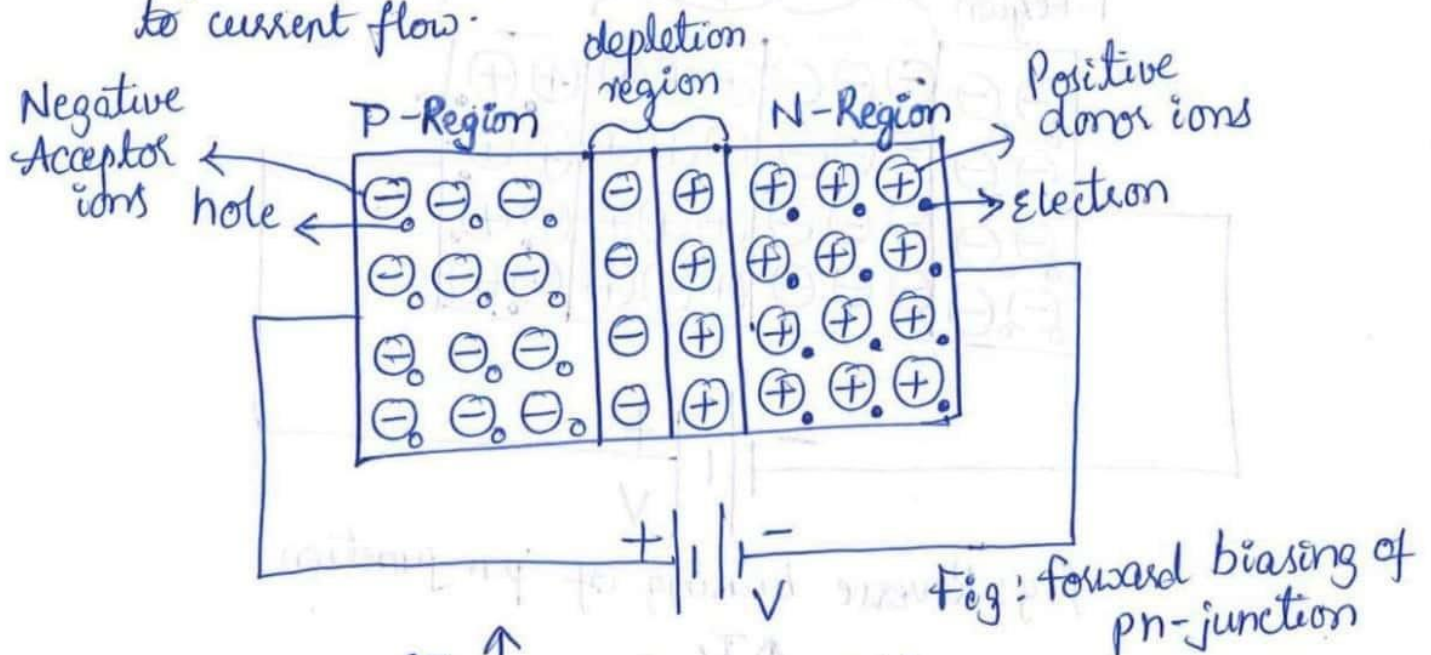 to current flow.
depletion
region
Negative
Acceptor
ions
P-Region
N-Region
Positive
donor ions
hole
Electron
+
-
V
Fig: forward biasing of
pn-junction